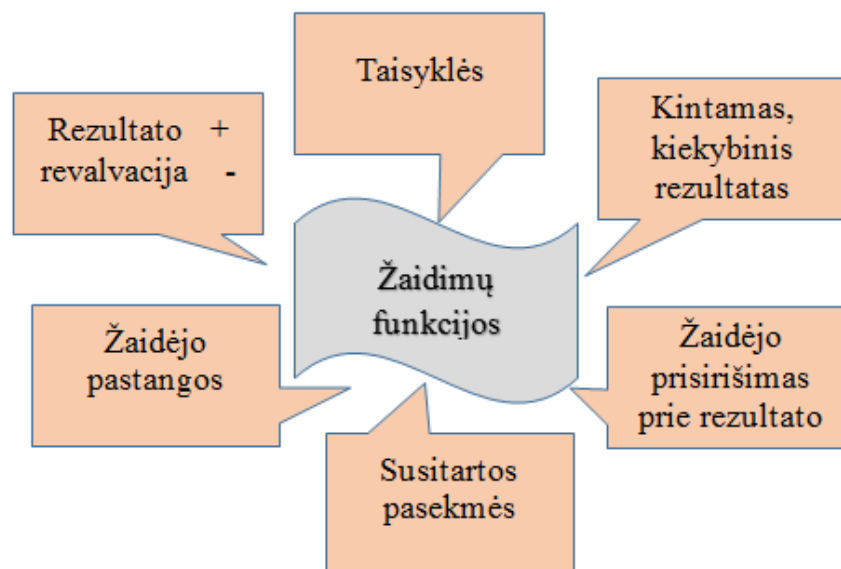 Taisyklės
Rezultato +
revalvacija -
Kintamas,
kiekybinis
rezultatas
Žaidimų
funkcijos
Žaidėjo
pastangos
Žaidėjo
prisirišimas
prie rezultato
Susitartos
pasekmės